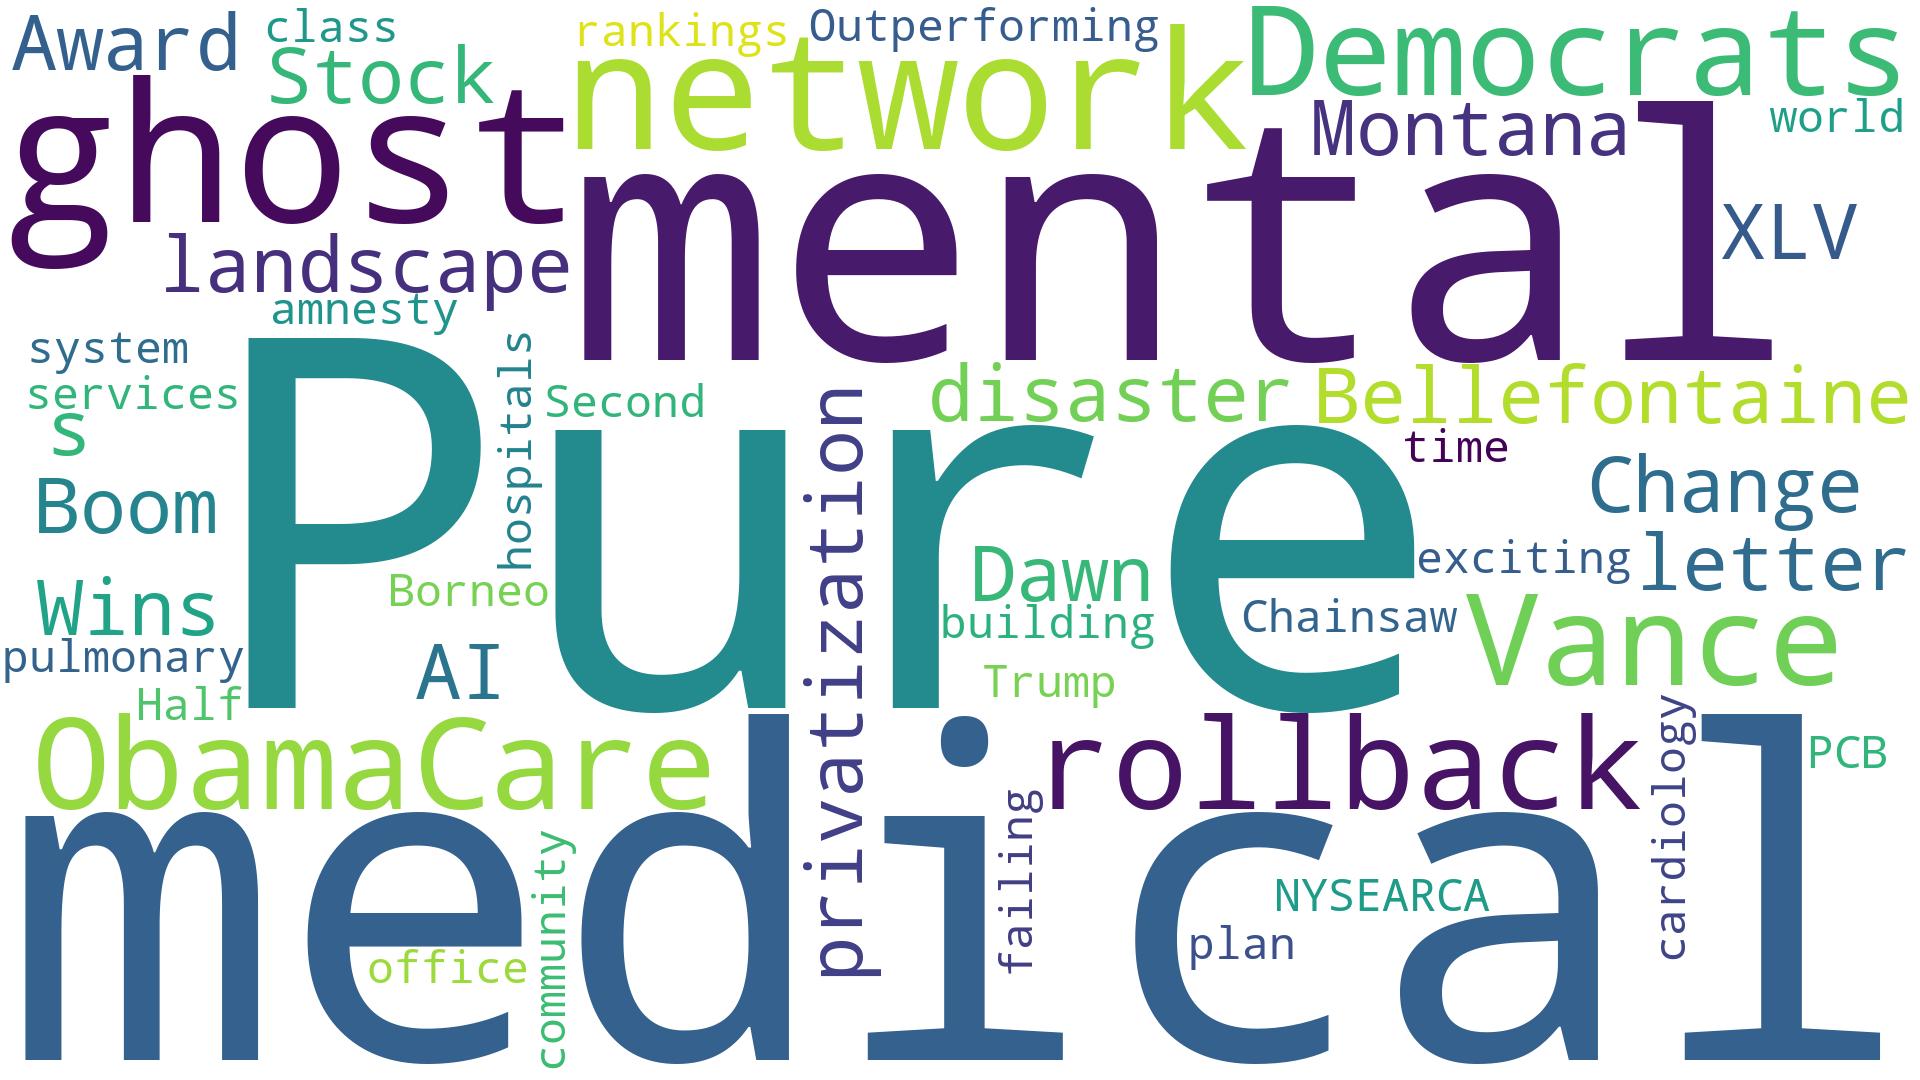 Award
class
Stock
rankings
Outperforming
network
Democrats
world
ghost
Montana
mental
XLV
landscape
amnesty
system
services
s
hospitals
Second
disaster
Bellefontaine
time
Pure
privatization
Boom
Change
Dawn
exciting
letter
Wins
Borneo
building
Chainsaw
Vance
pulmonary
AI
Trump
Half
ObamaCare
rollback
cardiology
PCB
medical
failing
community
NYSEARCA
plan
office